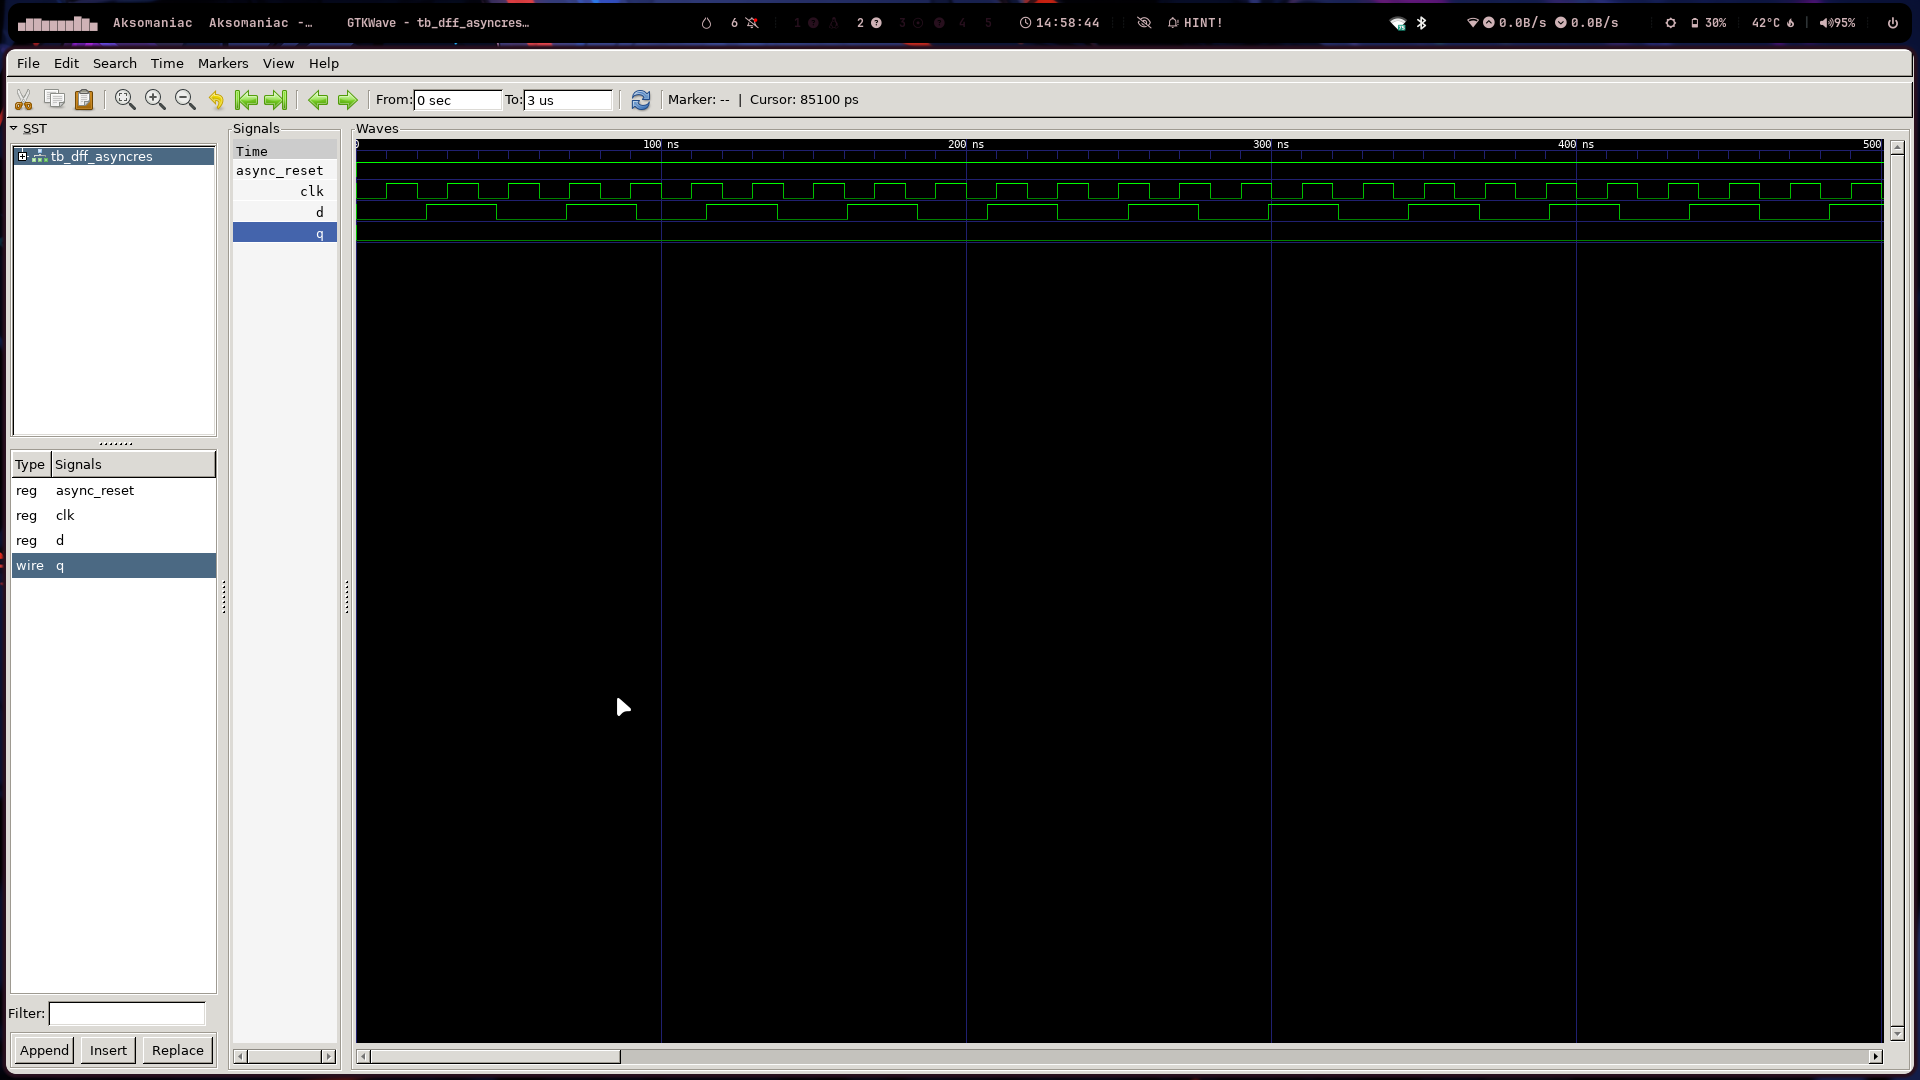 Aksomaniac Aksomaniac -… GTKWave - tb_dff_asyncres… 6 2 3 4 5 14:58:44 HINT! 0.0B/s 0.0B/s 30% 42°C 95%
File Edit Search Time Markers View Help
From: 0 sec To: 3 us Marker: -- | Cursor: 85100 ps
SST
tb_dff_asyncres
Type Signals
reg async_reset
reg clk
reg d
wire q
Filter:
Append Insert Replace
Signals
Time
async_reset
clk
d
q
Waves
0 100 ns 200 ns 300 ns 400 ns 500